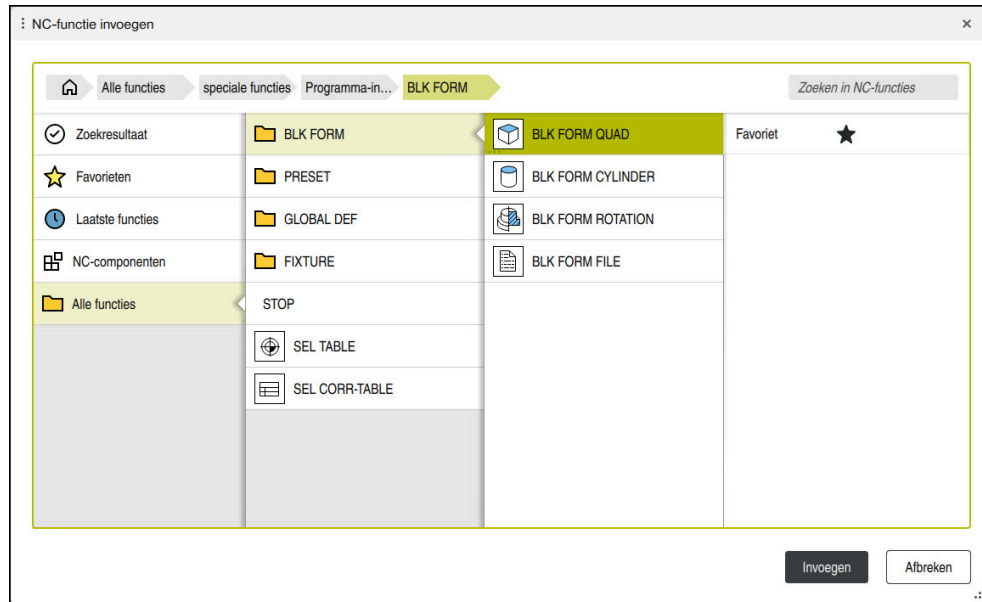 NC-functie invoegen
Alle functies
speciale functies
Programma-in...
BLK FORM
Zoeken in NC-functies
Zoekresultaat
Favorieten
Laatste functies
NC-componenten
Alle functies
BLK FORM
PRESET
GLOBAL DEF
FIXTURE
STOP
SEL TABLE
SEL CORR-TABLE
BLK FORM QUAD
BLK FORM CYLINDER
BLK FORM ROTATION
BLK FORM FILE
Favoriet
Invoegen
Afbreken